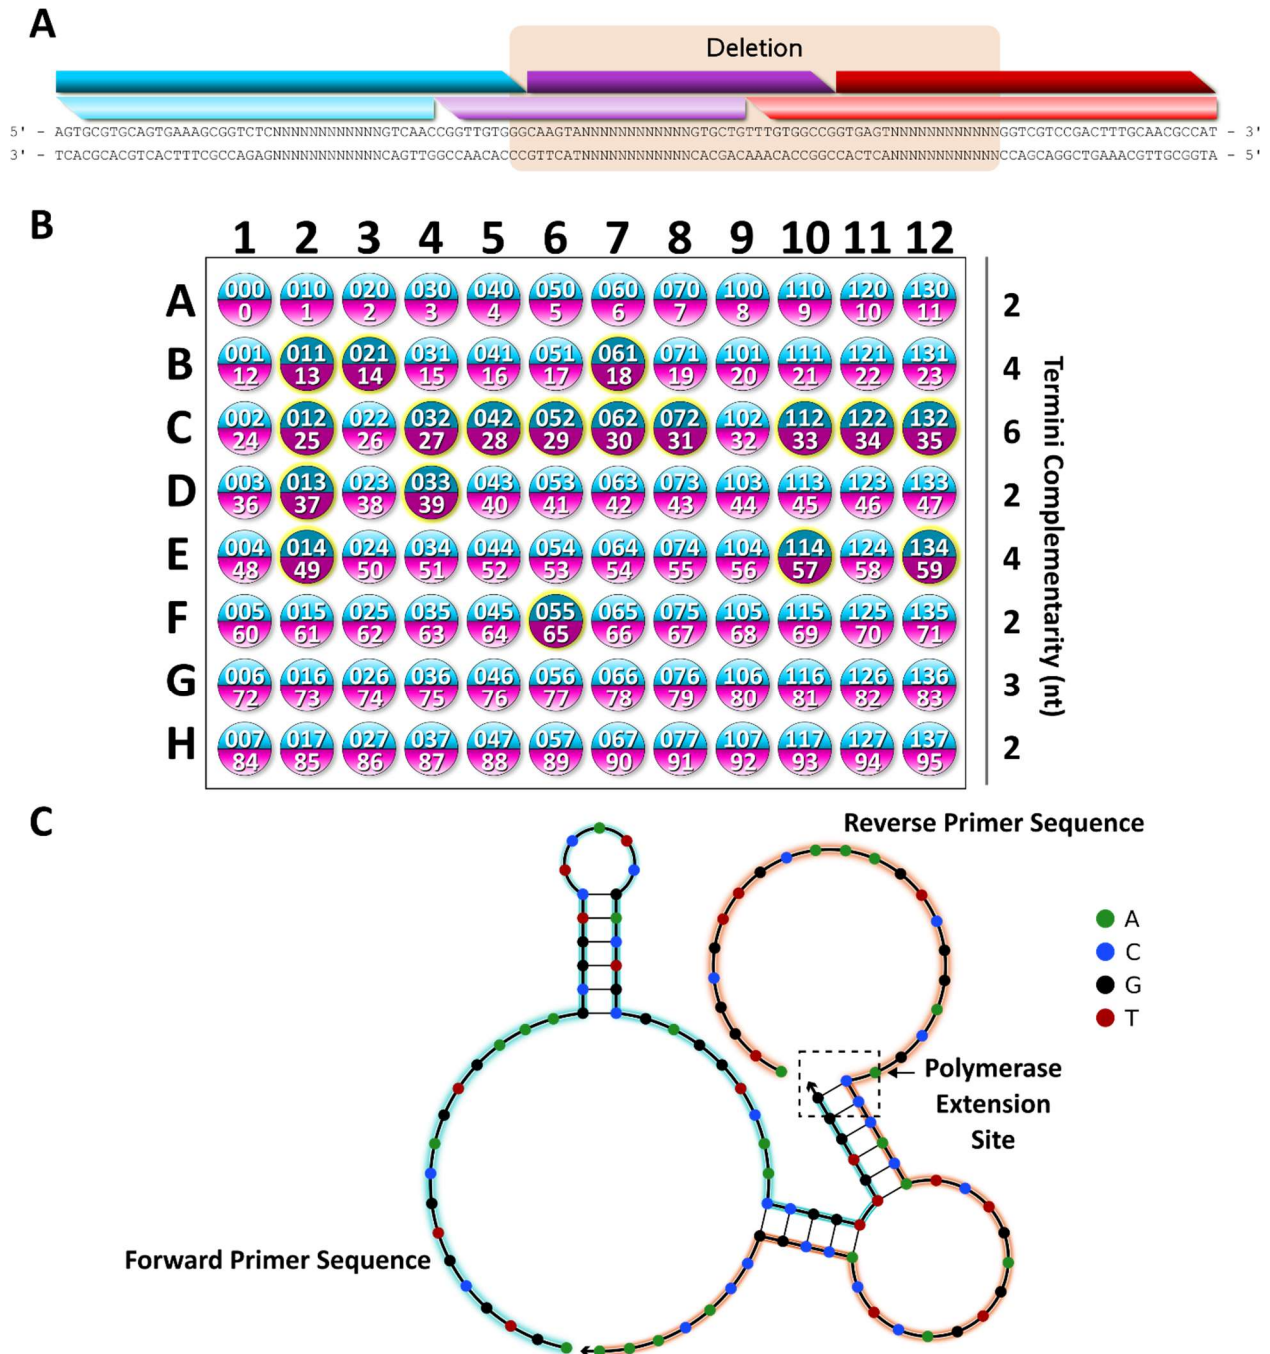 A
Deletion
5' - AGTGCGTGCAGTGAAAGCGGTCTCNNNNNNNNNNNNNGTCAACCGGTTGTGGGCAAGTANNNNNNNNNNNNNGTGCTGTTTGTGGCCGGTGAGTNNNNNNNNNNNNNGGTCGTCCGACTTTGCAACGCCAT - 3'
3' - TCACGCACGTCACTTTCGCCAGAGNNNNNNNNNNNNNCAGTTGGCCAACACCCGTTCATNNNNNNNNNNNNNCACGACAAACACCGGCCACTCANNNNNNNNNNNNNCCAGCAGGCTGAAACGTTGCGGTA - 5'
B
1 2 3 4 5 6 7 8 9 10 11 12
A 000 010 020 030 040 050 060 070 100 110 120 130 2
0 1 2 3 4 5 6 7 8 9 10 11
B 001 011 021 031 041 051 061 071 101 111 121 131 4
12 13 14 15 16 17 18 19 20 21 22 23
C 002 012 022 032 042 052 062 072 102 112 122 132 6
24 25 26 27 28 29 30 31 32 33 34 35
D 003 013 023 033 043 053 063 073 103 113 123 133 2
36 37 38 39 40 41 42 43 44 45 46 47
E 004 014 024 034 044 054 064 074 104 114 124 134 4
48 49 50 51 52 53 54 55 56 57 58 59
F 005 015 025 035 045 055 065 075 105 115 125 135 2
60 61 62 63 64 65 66 67 68 69 70 71
G 006 016 026 036 046 056 066 076 106 116 126 136 3
72 73 74 75 76 77 78 79 80 81 82 83
H 007 017 027 037 047 057 067 077 107 117 127 137 2
84 85 86 87 88 89 90 91 92 93 94 95
Termini Complementarity (nt)
C
Reverse Primer Sequence
A
C
G
T
Polymerase
Extension
Site
Forward Primer Sequence